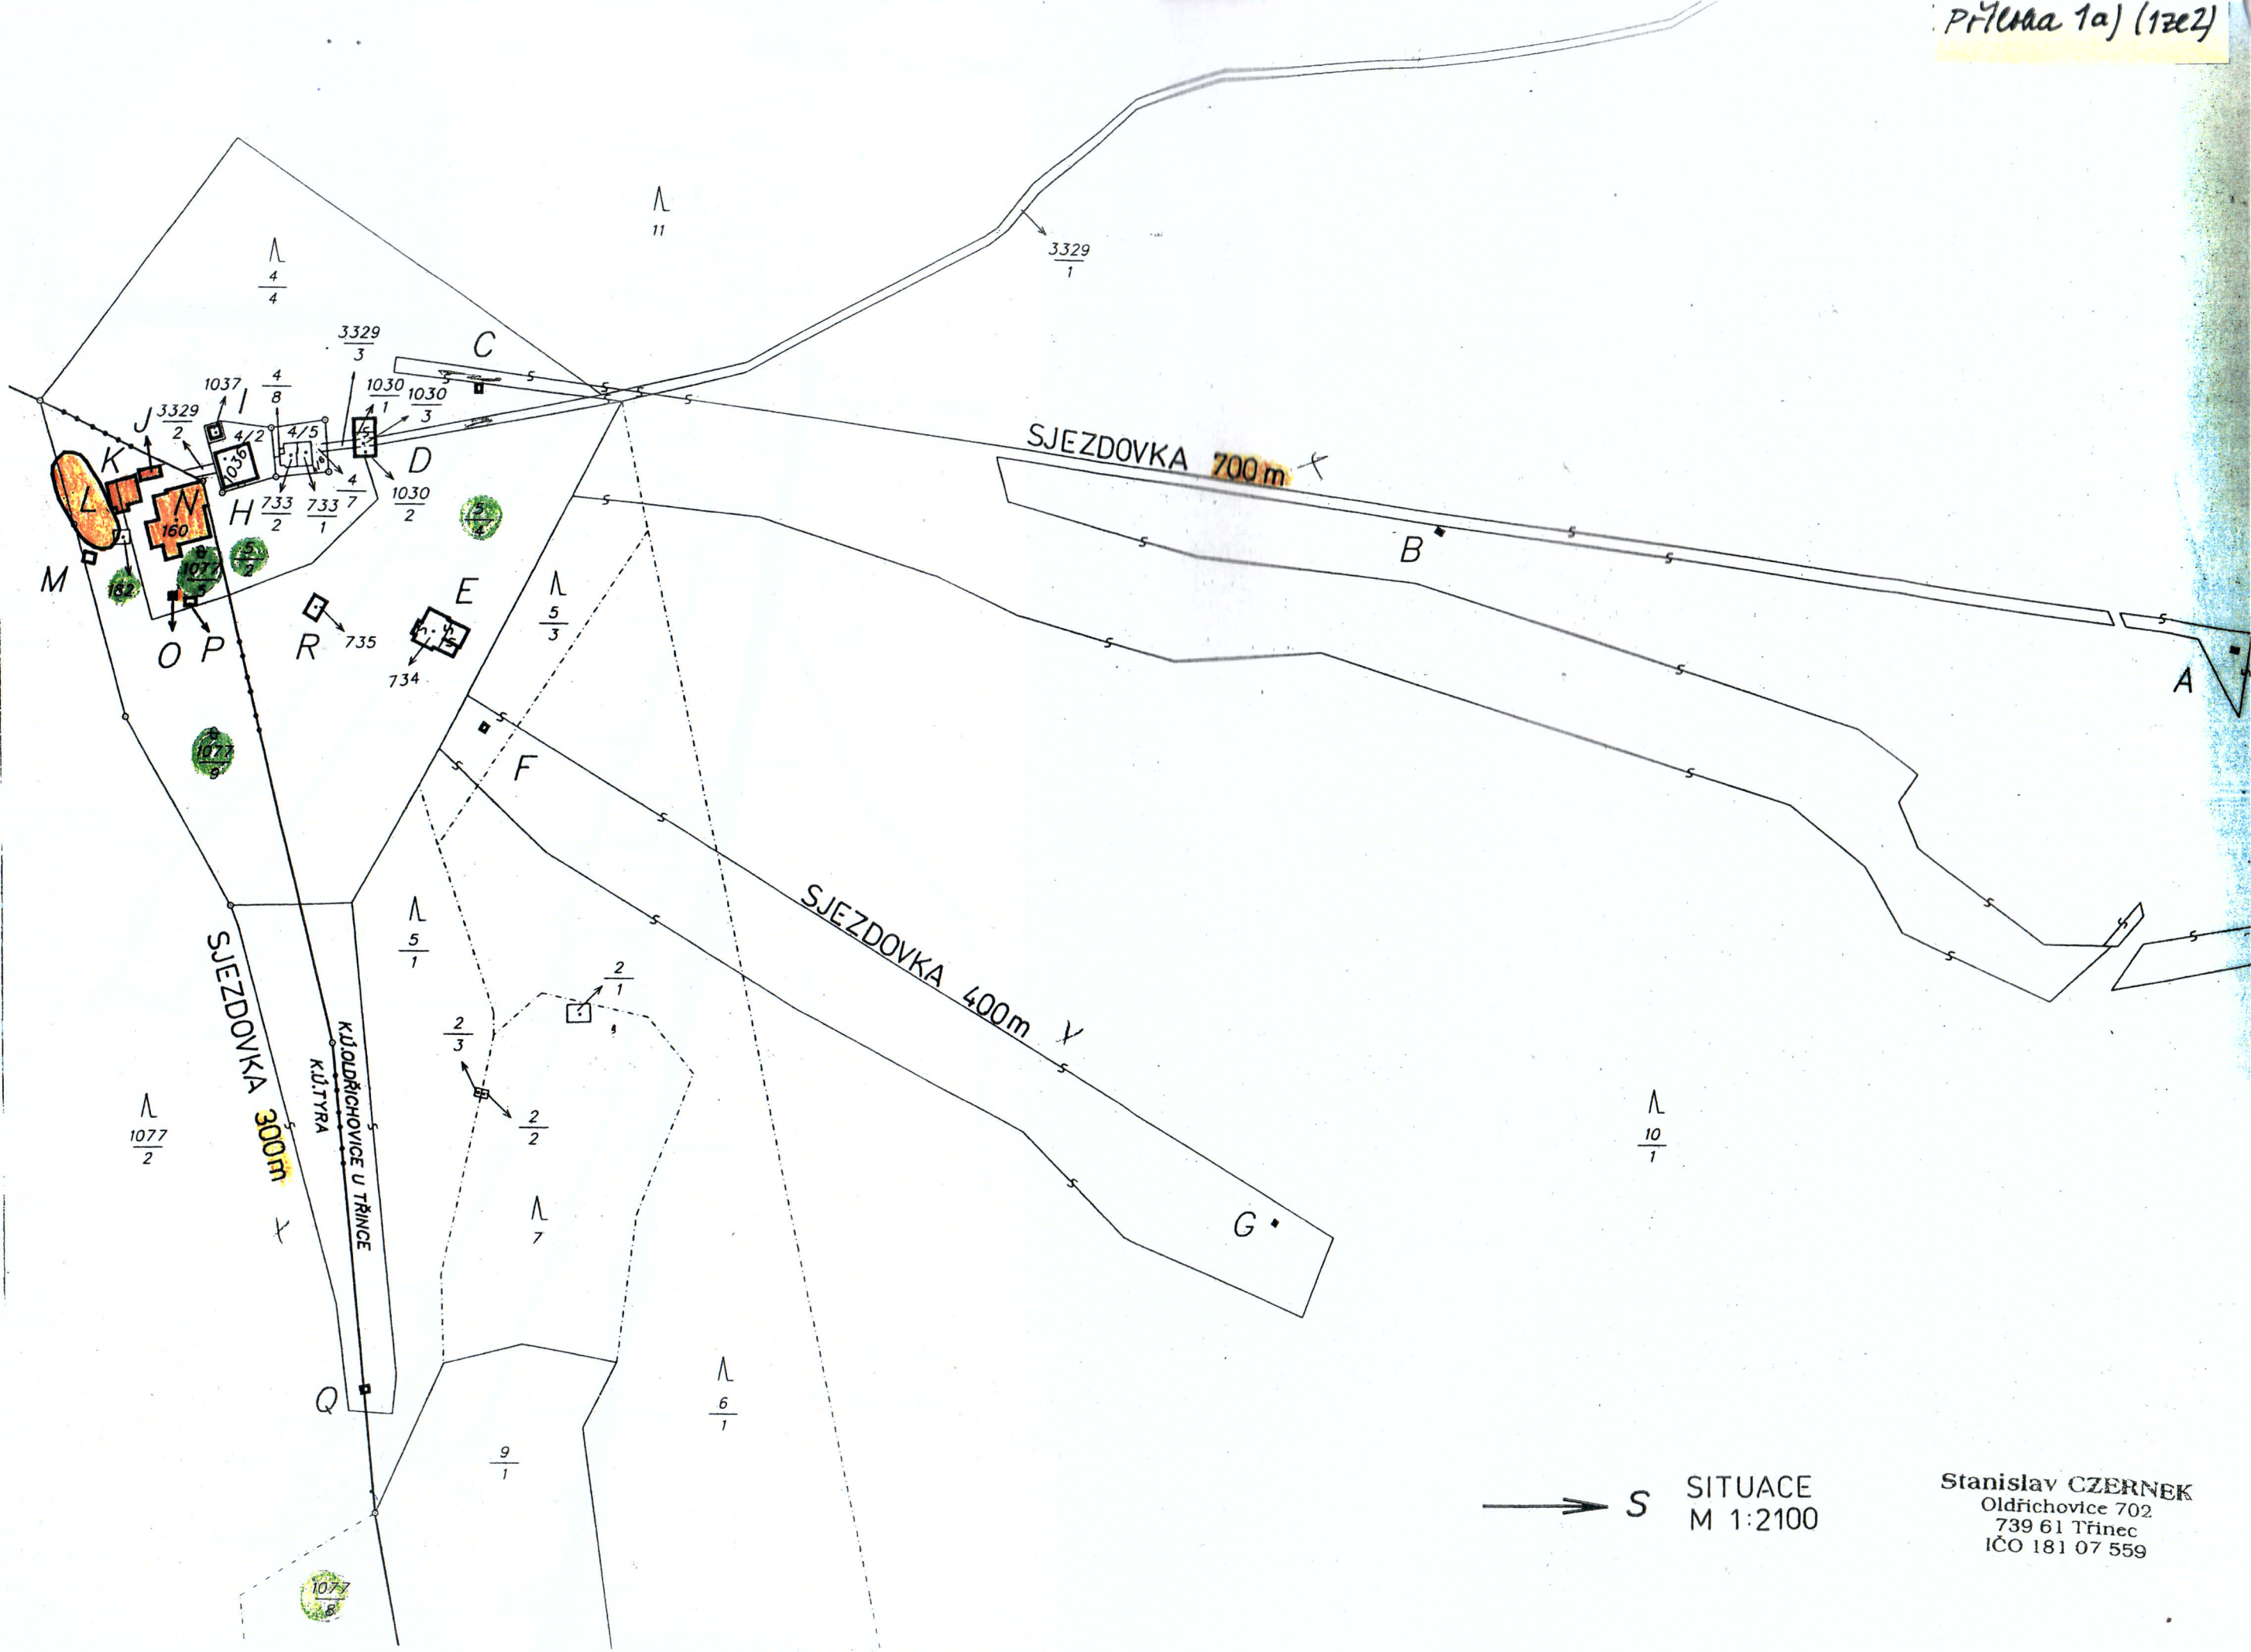 Příloha 1a) (1ze2)
11
4
4
3329
1
3329
3
C
1037
I
4
8
1030
1
1030
3
J
3329
2
4/2
4/5
K
1036
D
SJEZDOVKA 700 m
L
N
160
H
733
2
733
1
4
7
1030
2
5
4
B
M
182
1077
5
5
2
E
5
3
O
P
R
735
734
A
1077
9
F
SJEZDOVKA 400m
5
1
SJEZDOVKA 300m
K.Ú.OLDŘICHOVICE U TŘINCE
K.Ú.TYRA
2
1
2
3
2
2
1077
2
10
1
7
G
Q
6
1
9
1
S
SITUACE
M 1:2100
Stanislav CZERNEK
Oldřichovice 702
739 61 Třinec
IČO 181 07 559
1077
8